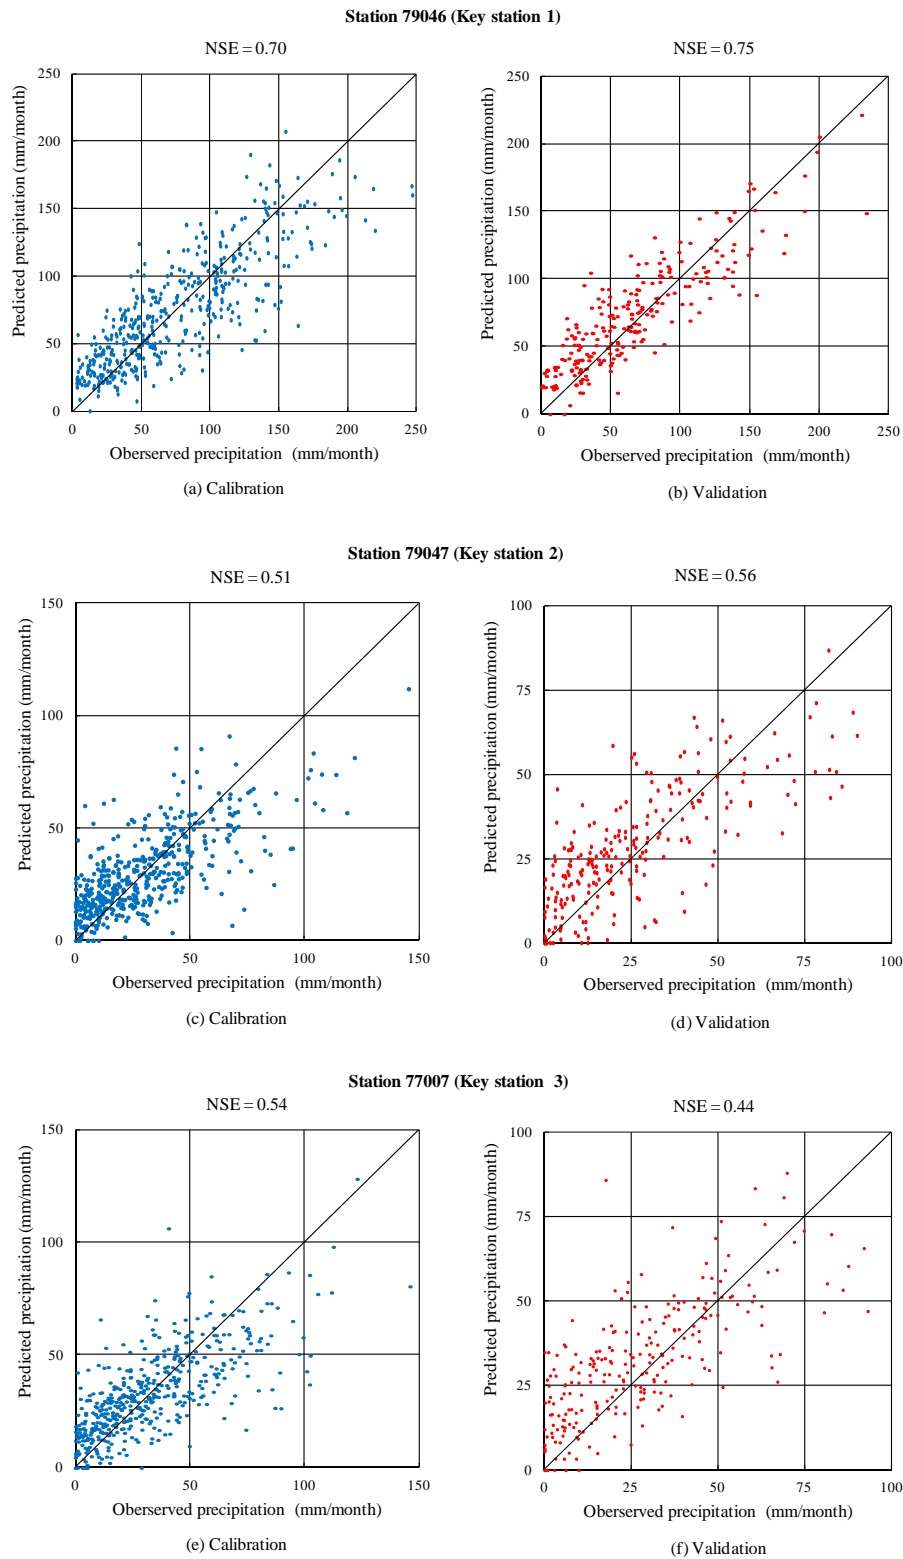 Station 79046 (Key station 1)
NSE = 0.70
NSE = 0.75
Predicted precipitation (mm/month)
250
200
150
100
50
0
0 50 100 150 200 250
Oberserved precipitation (mm/month)
(a) Calibration
Predicted precipitation (mm/month)
250
200
150
100
50
0
0 50 100 150 200 250
Oberserved precipitation (mm/month)
(b) Validation
Station 79047 (Key station 2)
NSE = 0.51
NSE = 0.56
Predicted precipitation (mm/month)
150
100
50
0
0 50 100 150
Oberserved precipitation (mm/month)
(c) Calibration
Predicted precipitation (mm/month)
100
75
50
25
0
0 25 50 75 100
Oberserved precipitation (mm/month)
(d) Validation
Station 77007 (Key station 3)
NSE = 0.54
NSE = 0.44
Predicted precipitation (mm/month)
150
100
50
0
0 50 100 150
Oberserved precipitation (mm/month)
(e) Calibration
Predicted precipitation (mm/month)
100
75
50
25
0
0 25 50 75 100
Oberserved precipitation (mm/month)
(f) Validation